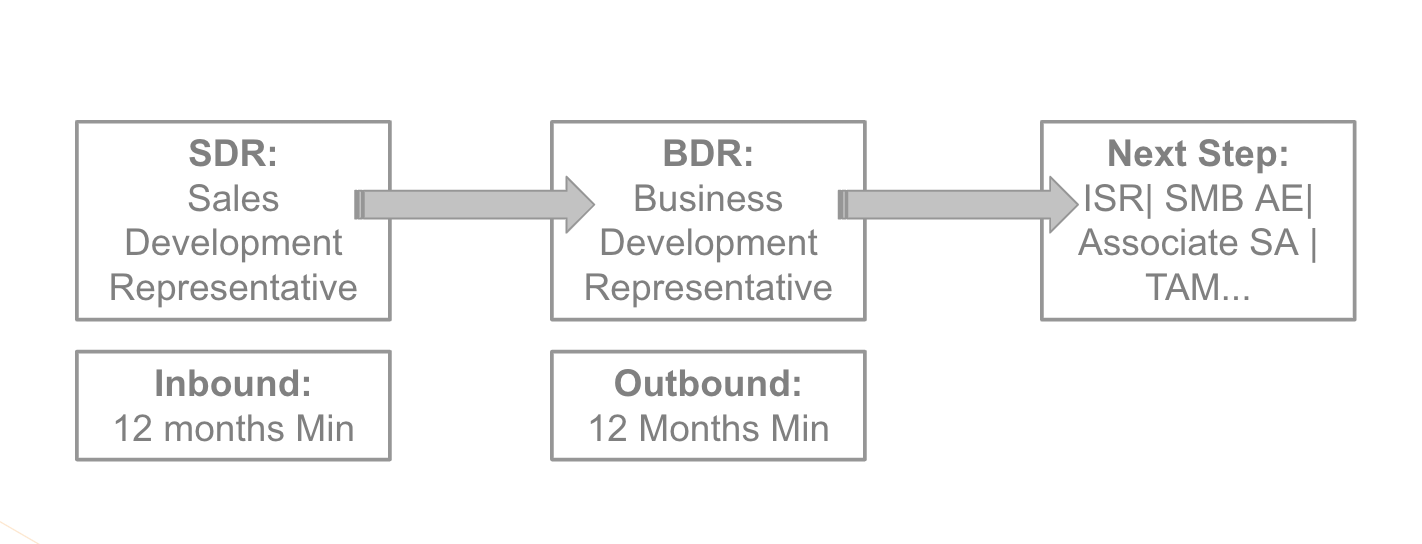 SDR:
Sales
Development
Representative
BDR:
Business
Development
Representative
Next Step:
ISR| SMB AE|
Associate SA |
TAM...
Inbound:
12 months Min
Outbound:
12 Months Min